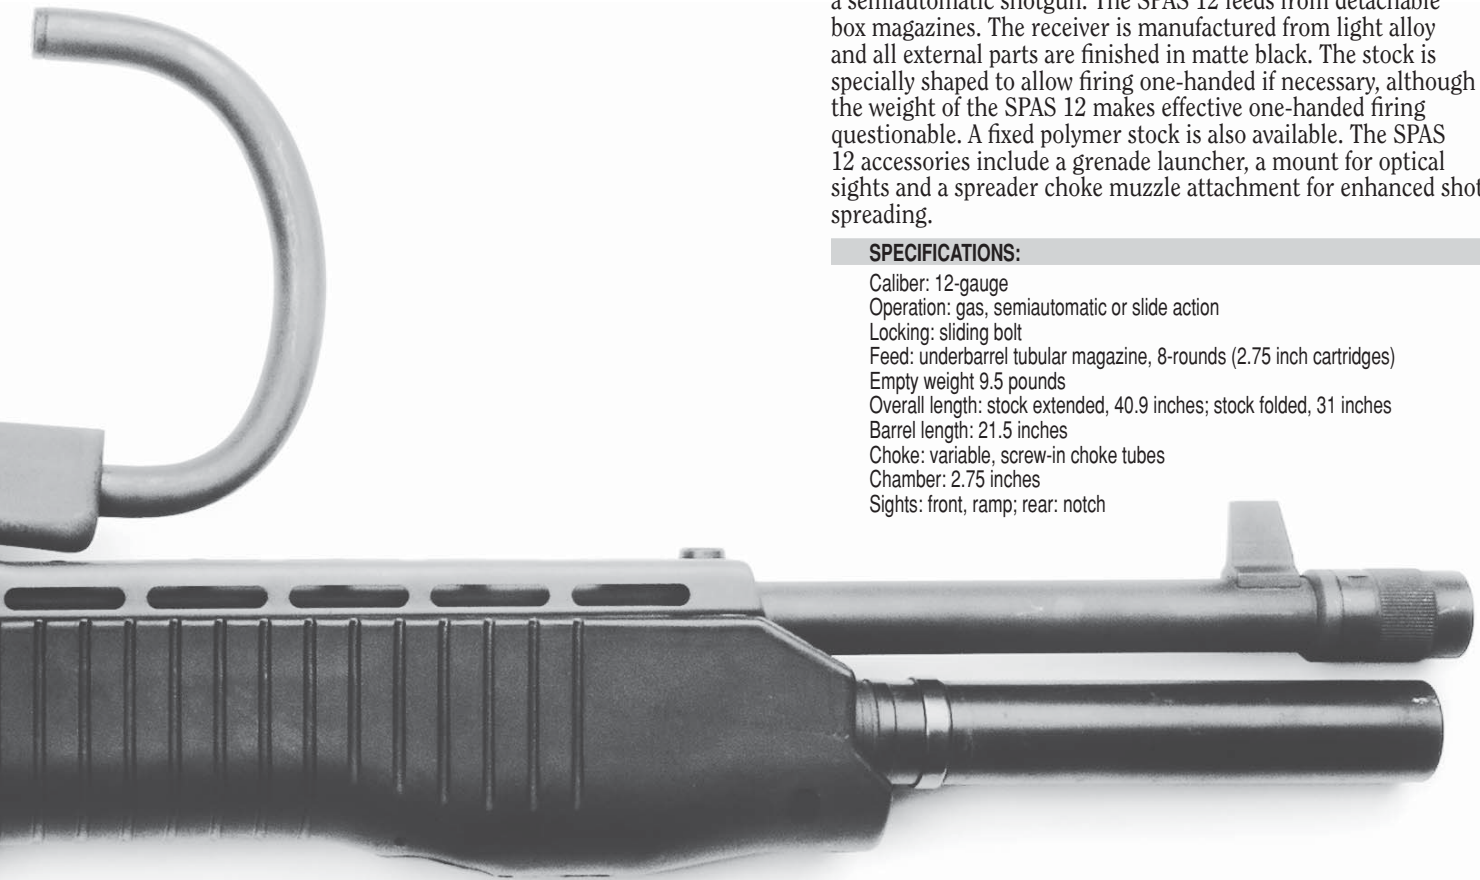 a semiautomatic shotgun. The SPAS 12 feeds from detachable
box magazines. The receiver is manufactured from light alloy
and all external parts are finished in matte black. The stock is
specially shaped to allow firing one-handed if necessary, although
the weight of the SPAS 12 makes effective one-handed firing
questionable. A fixed polymer stock is also available. The SPAS
12 accessories include a grenade launcher, a mount for optical
sights and a spreader choke muzzle attachment for enhanced shot
spreading.
SPECIFICATIONS:
Caliber: 12-gauge
Operation: gas, semiautomatic or slide action
Locking: sliding bolt
Feed: underbarrel tubular magazine, 8-rounds (2.75 inch cartridges)
Empty weight 9.5 pounds
Overall length: stock extended, 40.9 inches; stock folded, 31 inches
Barrel length: 21.5 inches
Choke: variable, screw-in choke tubes
Chamber: 2.75 inches
Sights: front, ramp; rear: notch